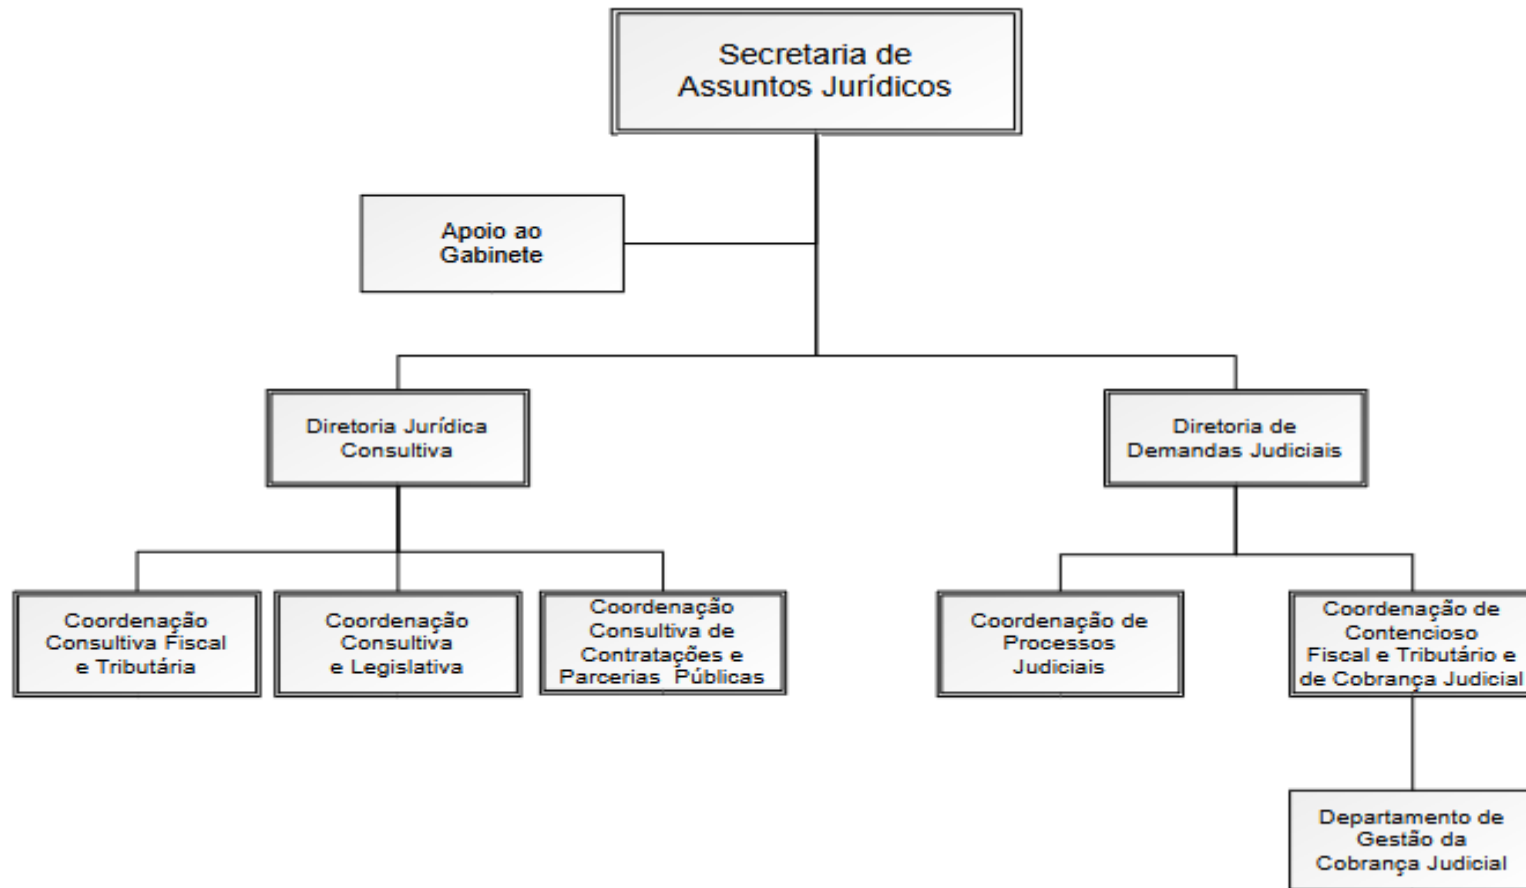 Secretaria de
Assuntos Jurídicos
Apoio ao
Gabinete
Diretoria Jurídica
Consultiva
Diretoria de
Demandas Judiciais
Coordenação
Consultiva Fiscal
e Tributária
Coordenação
Consultiva
e Legislativa
Coordenação
Consultiva de
Contratações e
Parcerias Públicas
Coordenação de
Processos
Judiciais
Coordenação de
Contencioso
Fiscal e Tributário e
de Cobrança Judicial
Departamento de
Gestão da
Cobrança Judicial